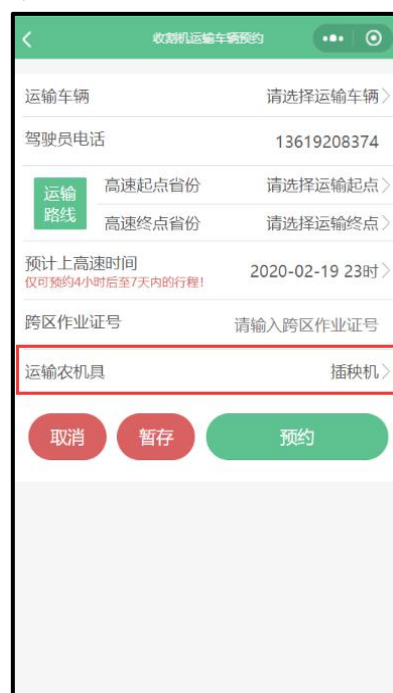 收割机运输车辆预约
运输车辆 请选择运输车辆
驾驶员电话 13619208374
运输路线
高速起点省份 请选择运输起点
高速终点省份 请选择运输终点
预计上高速时间 2020-02-19 23时
仅可预约4小时后至7天内的行程!
跨区作业证号 请输入跨区作业证号
运输农机具 插秧机
取消 暂存 预约